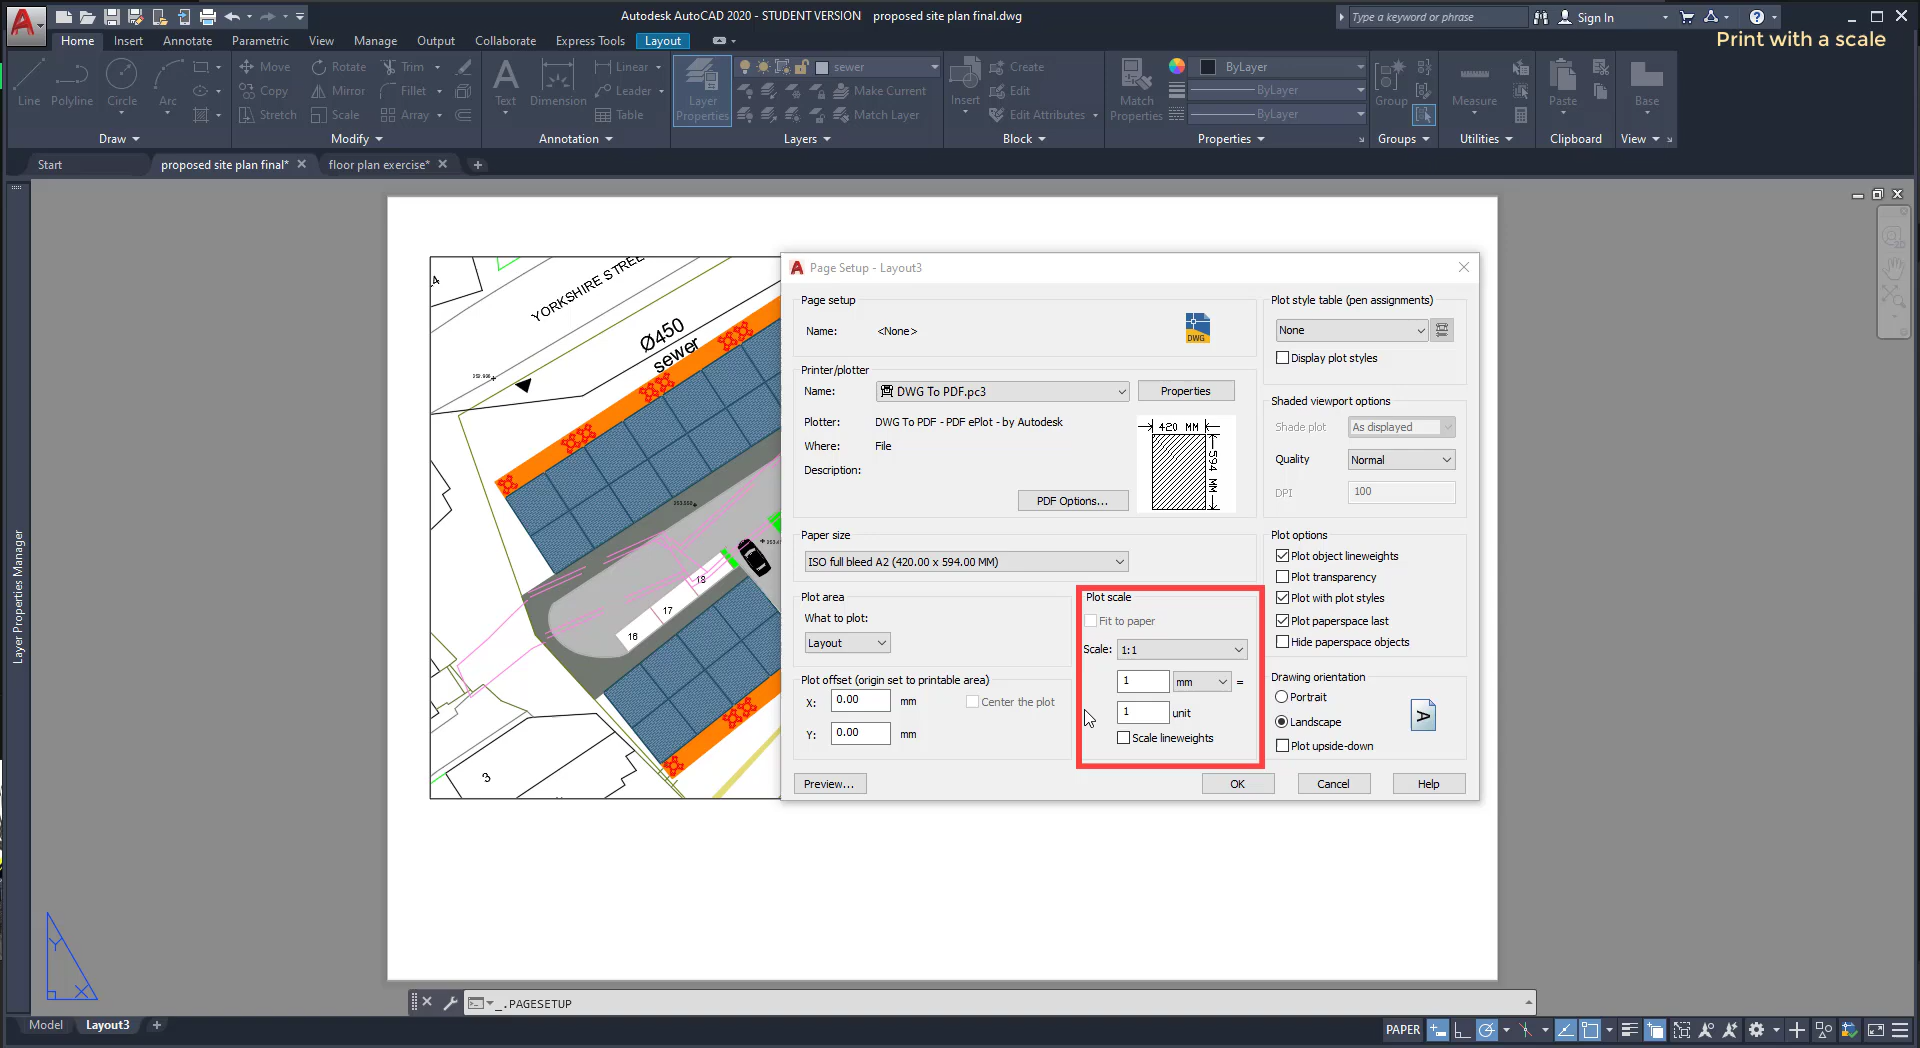 Autodesk AutoCAD 2020 - STUDENT VERSION proposed site plan final.dwg
Type a keyword or phrase
Sign In
Print with a scale
Home Insert Annotate Parametric View Manage Output Collaborate Express Tools Layout
Line
Polyline
Circle
Arc
Draw
Move Rotate Trim
Copy Mirror Fillet
Stretch Scale Array
Modify
Text
Dimension
Linear
Leader
Table
Annotation
Layer
Properties
sewer
Make Current
Match Layer
Layers
Insert
Create
Edit
Edit Attributes
Block
Match
Properties
ByLayer
ByLayer
ByLayer
Properties
Group
Groups
Measure
Utilities
Paste
Clipboard
Base
View
Start
proposed site plan final*
floor plan exercise*
Layer Properties Manager
YORKSHIRE STREE
Ø450
sewer
18
17
16
3
Page Setup - Layout3
Page setup
Name: <None>
DWG
Printer/plotter
Name: DWG To PDF.pc3
Properties
Plotter: DWG To PDF - PDF ePlot - by Autodesk
Where: File
Description:
420 MM
594 MM
PDF Options...
Paper size
ISO full bleed A2 (420.00 x 594.00 MM)
Plot area
What to plot:
Layout
Plot offset (origin set to printable area)
X: 0.00 mm
Center the plot
Y: 0.00 mm
Preview...
Plot scale
Fit to paper
Scale: 1:1
1 mm =
1 unit
Scale lineweights
Plot style table (pen assignments)
None
Display plot styles
Shaded viewport options
Shade plot As displayed
Quality Normal
DPI 100
Plot options
Plot object lineweights
Plot transparency
Plot with plot styles
Plot paperspace last
Hide paperspace objects
Drawing orientation
Portrait
Landscape
Plot upside-down
A
OK Cancel Help
Y
X
_.PAGESETUP
Model Layout3
PAPER